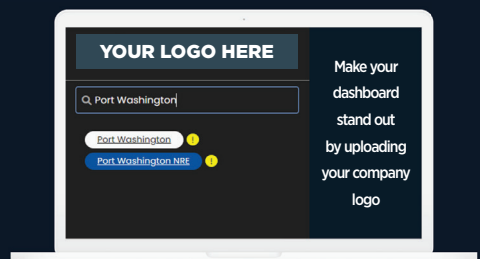 YOUR LOGO HERE
Port Washington
Port Washington !
Port Washington NRE !
Make your
dashboard
stand out
by uploading
your company
logo